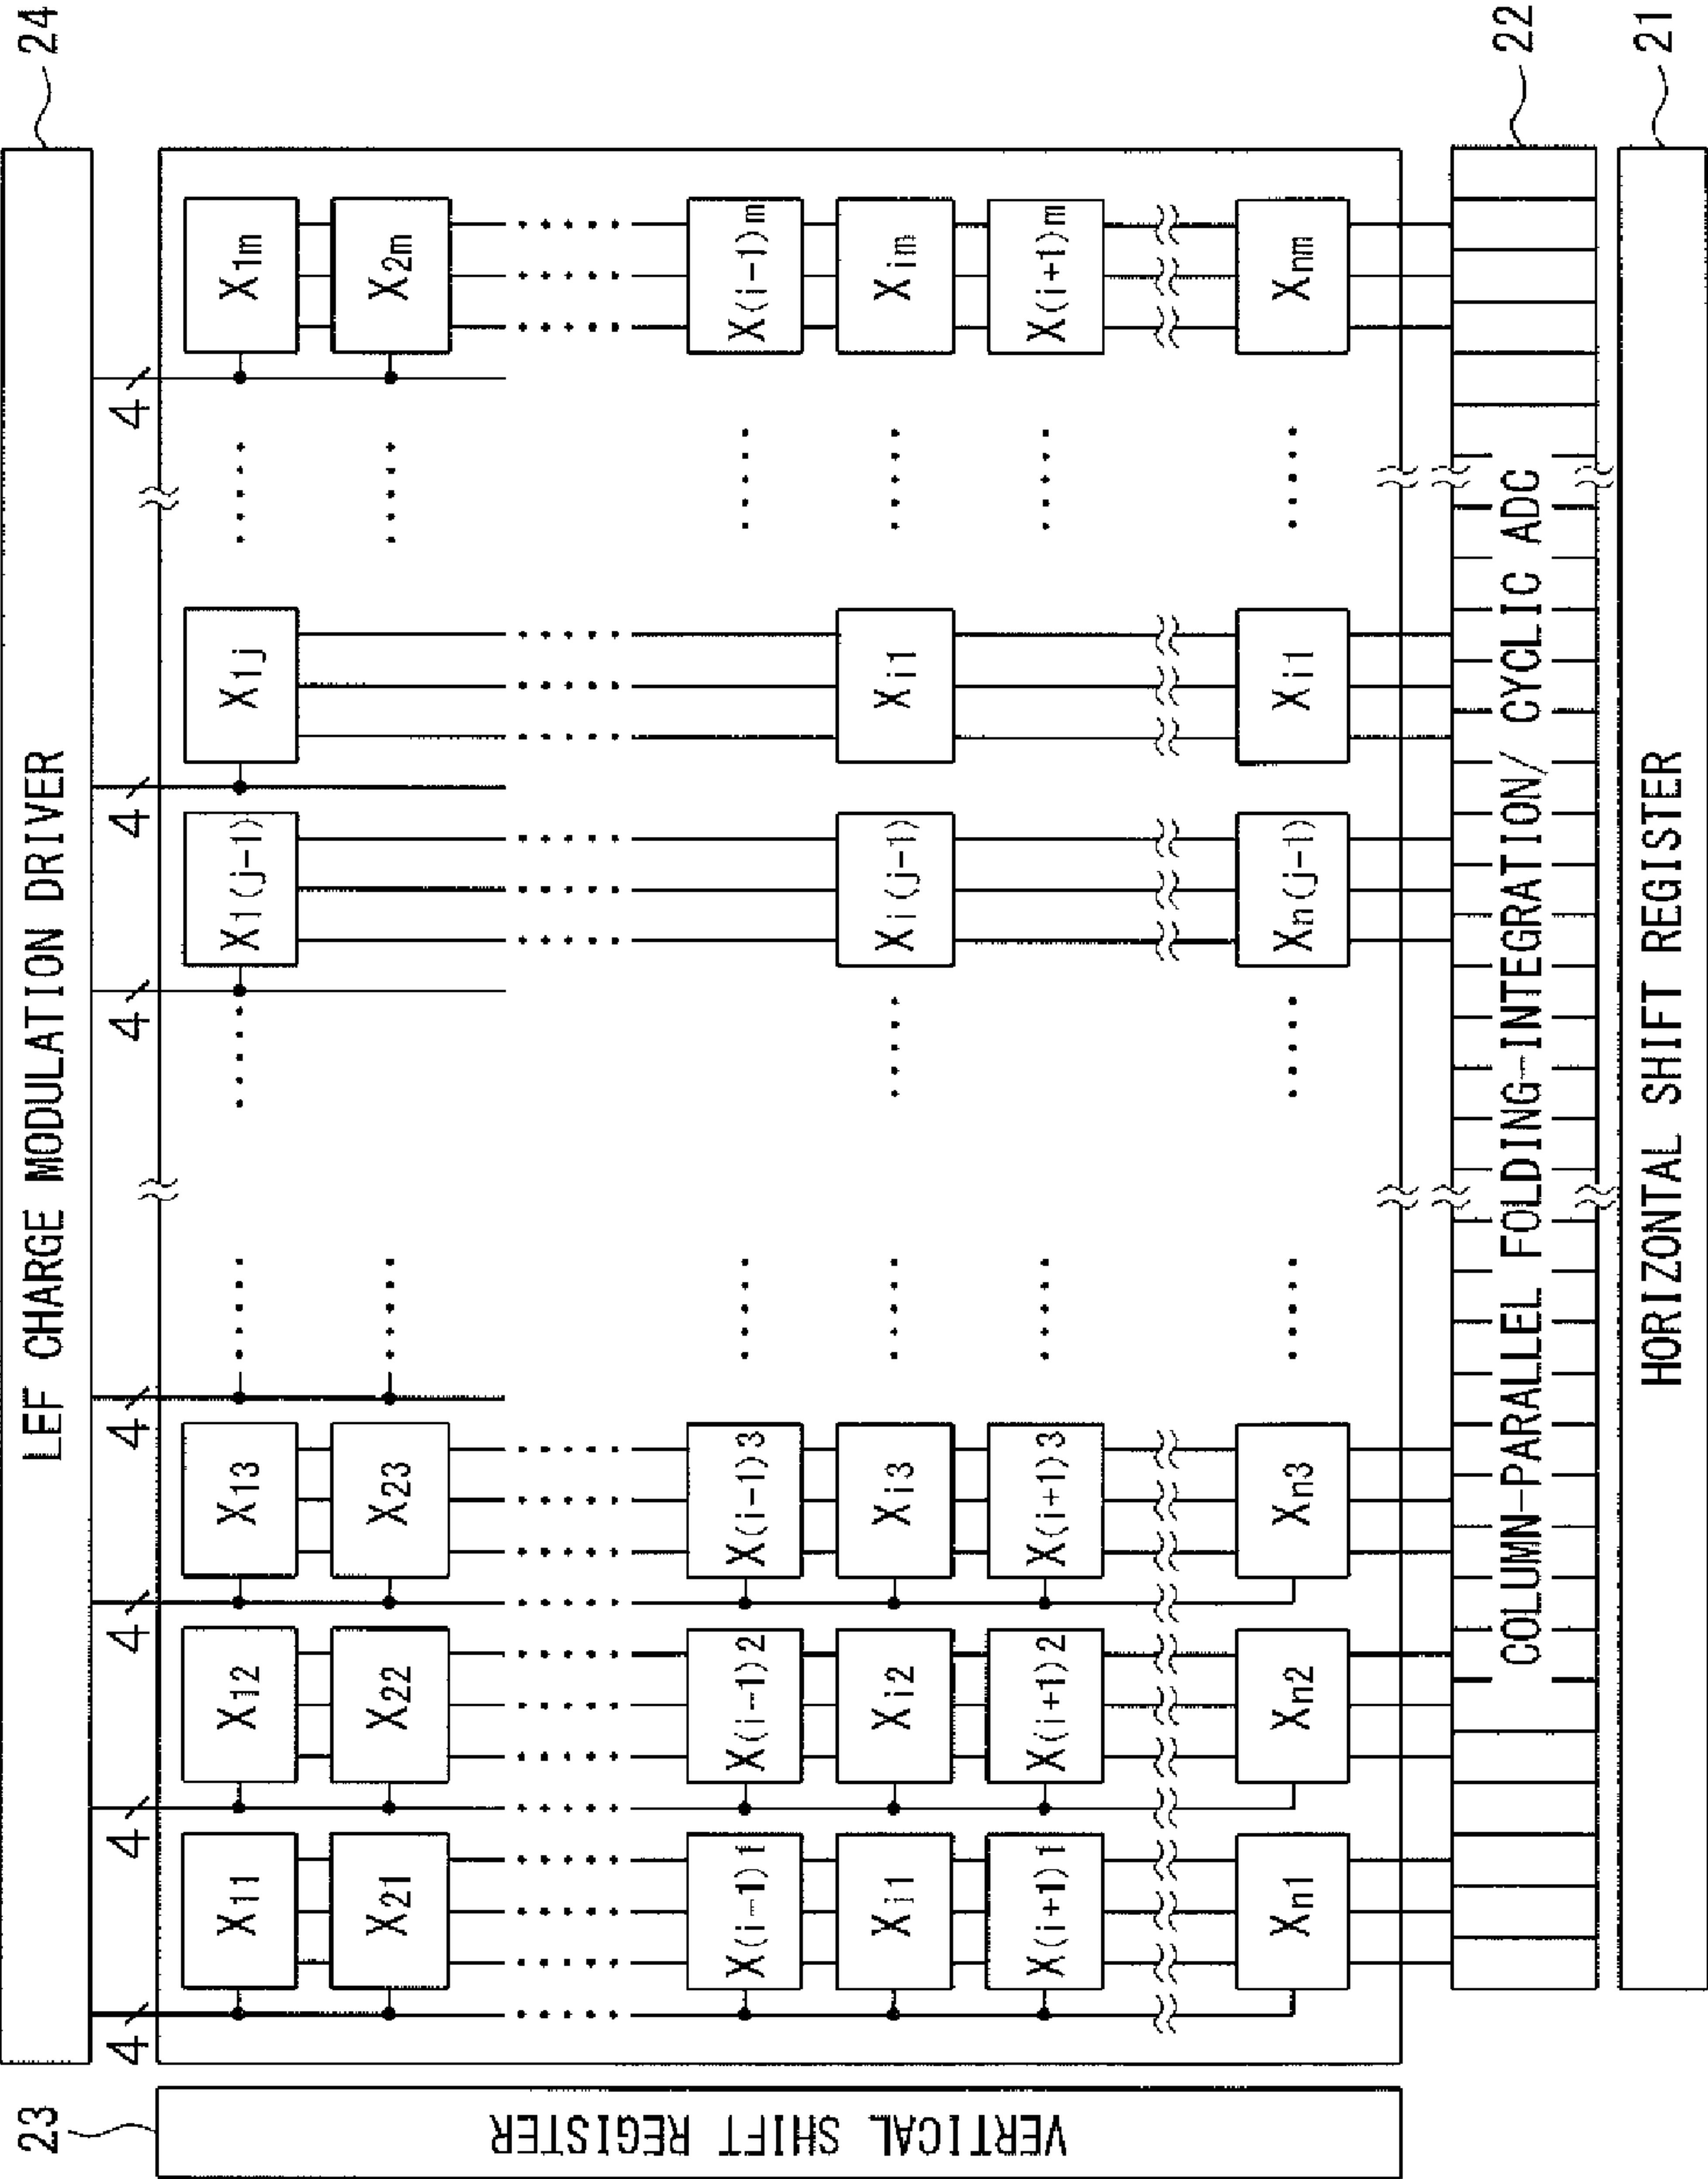 LEF CHARGE MODULATION DRIVER 24
23
4 4 4 4 4 4 4
VERTICAL SHIFT REGISTER
X11 X12 X13 X1(j-1) X1j X1m
X21 X22 X23 X2m
X(i-1)1 X(i-1)2 X(i-1)3 X(i-1)m
Xi1 Xi2 Xi3 Xi(j-1) Xi1 Xim
X(i+1)1 X(i+1)2 X(i+1)3 X(i+1)m
Xn1 Xn2 Xn3 Xn(j-1) Xi1 Xnm
COLUMN-PARALLEL FOLDING-INTEGRATION/ CYCLIC ADC 22
HORIZONTAL SHIFT REGISTER 21